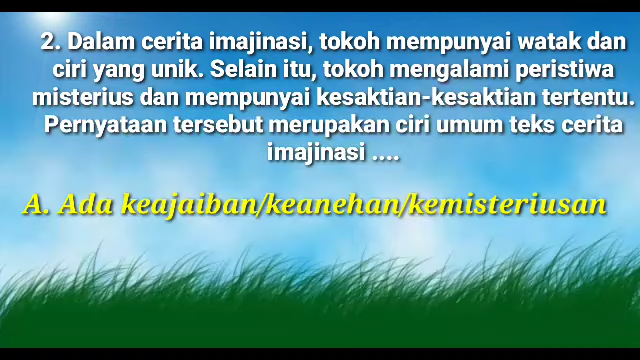 2. Dalam cerita imajinasi, tokoh mempunyai watak dan
ciri yang unik. Selain itu, tokoh mengalami peristiwa
misterius dan mempunyai kesaktian-kesaktian tertentu.
Pernyataan tersebut merupakan ciri umum teks cerita
imajinasi ....
A. Ada keajaiban/keanehan/kemisteriusan